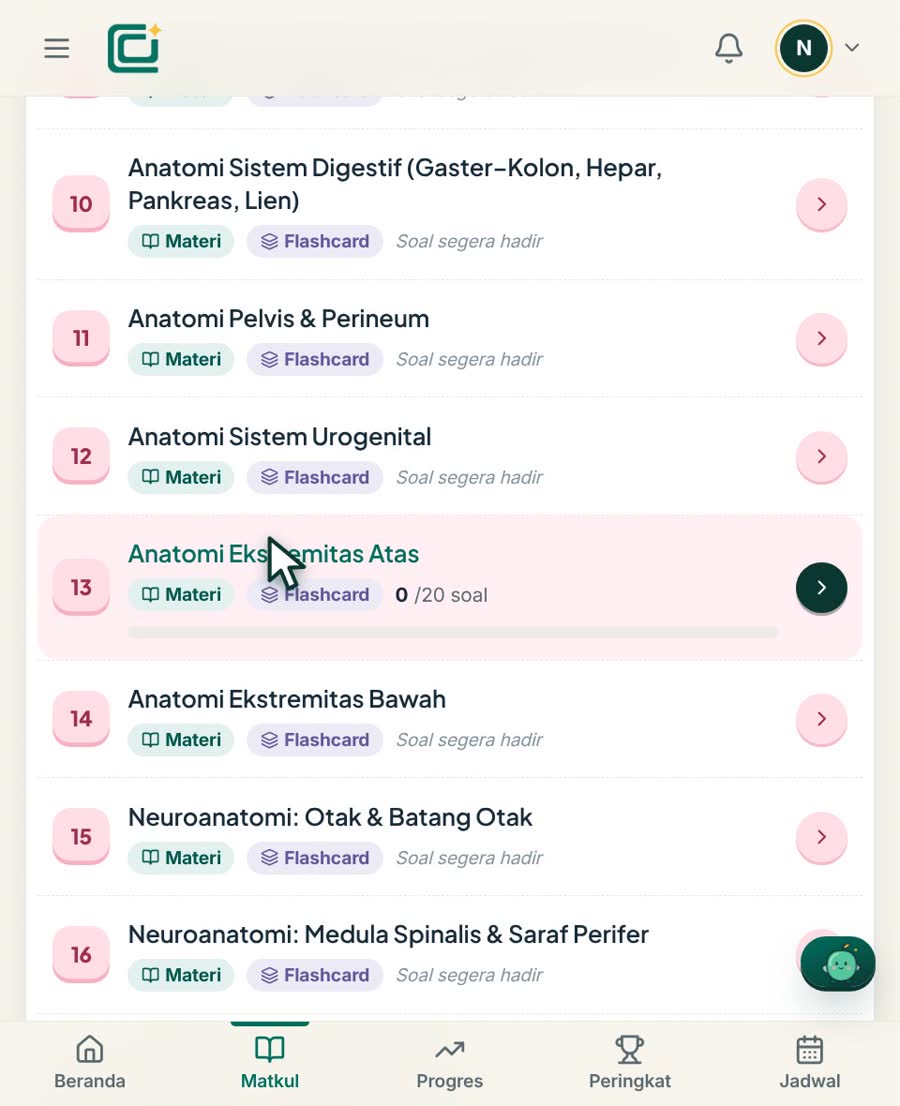 N
10
Anatomi Sistem Digestif (Gaster–Kolon, Hepar,
Pankreas, Lien)
Materi Flashcard Soal segera hadir
11
Anatomi Pelvis & Perineum
Materi Flashcard Soal segera hadir
12
Anatomi Sistem Urogenital
Materi Flashcard Soal segera hadir
13
Anatomi Ekstremitas Atas
Materi Flashcard 0 /20 soal
14
Anatomi Ekstremitas Bawah
Materi Flashcard Soal segera hadir
15
Neuroanatomi: Otak & Batang Otak
Materi Flashcard Soal segera hadir
16
Neuroanatomi: Medula Spinalis & Saraf Perifer
Materi Flashcard Soal segera hadir
Beranda Matkul Progres Peringkat Jadwal